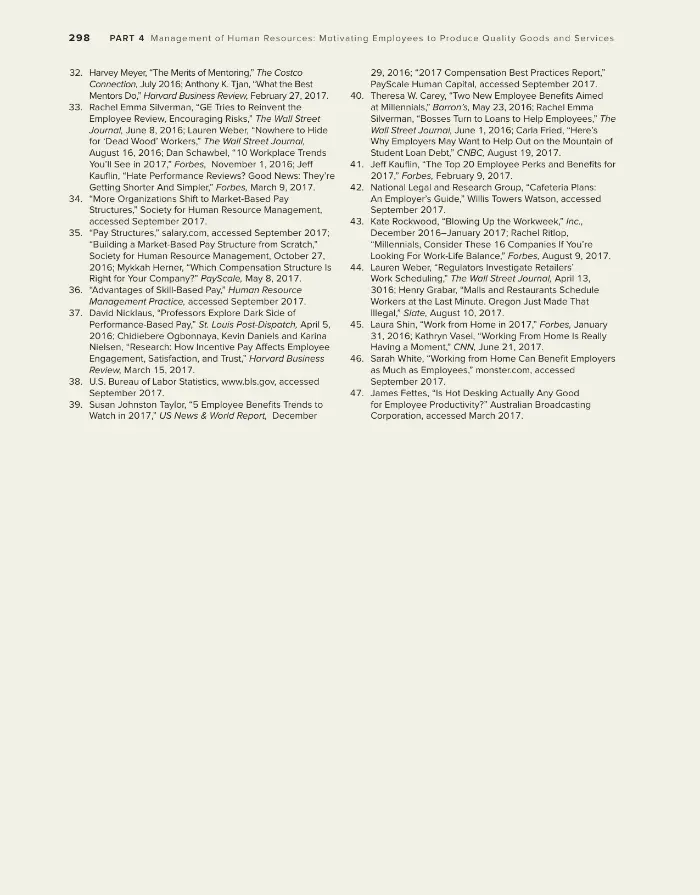 298 PART 4 Management of Human Resources: Motivating Employees to Produce Quality Goods and Services
32. Harvey Meyer, “The Merits of Mentoring,” The Costco
Connection, July 2016; Anthony K. Tjan, “What the Best
Mentors Do,” Harvard Business Review, February 27, 2017.
33. Rachel Emma Silverman, “GE Tries to Reinvent the
Employee Review, Encouraging Risks,” The Wall Street
Journal, June 8, 2016; Lauren Weber, “Nowhere to Hide
for ‘Dead Wood’ Workers,” The Wall Street Journal,
August 16, 2016; Dan Schawbel, “10 Workplace Trends
You’ll See in 2017,” Forbes, November 1, 2016; Jeff
Kauflin, “Hate Performance Reviews? Good News: They’re
Getting Shorter And Simpler,” Forbes, March 9, 2017.
34. “More Organizations Shift to Market-Based Pay
Structures,” Society for Human Resource Management,
accessed September 2017.
35. “Pay Structures,” salary.com, accessed September 2017;
“Building a Market-Based Pay Structure from Scratch,”
Society for Human Resource Management, October 27,
2016; Mykkah Herner, “Which Compensation Structure Is
Right for Your Company?” PayScale, May 8, 2017.
36. “Advantages of Skill-Based Pay,” Human Resource
Management Practice, accessed September 2017.
37. David Nicklaus, “Professors Explore Dark Side of
Performance-Based Pay,” St. Louis Post-Dispatch, April 5,
2016; Chidiebere Ogbonnaya, Kevin Daniels and Karina
Nielsen, “Research: How Incentive Pay Affects Employee
Engagement, Satisfaction, and Trust,” Harvard Business
Review, March 15, 2017.
38. U.S. Bureau of Labor Statistics, www.bls.gov, accessed
September 2017.
39. Susan Johnston Taylor, “5 Employee Benefits Trends to
Watch in 2017,” US News & World Report, December
29, 2016; “2017 Compensation Best Practices Report,”
PayScale Human Capital, accessed September 2017.
40. Theresa W. Carey, “Two New Employee Benefits Aimed
at Millennials,” Barron’s, May 23, 2016; Rachel Emma
Silverman, “Bosses Turn to Loans to Help Employees,” The
Wall Street Journal, June 1, 2016; Carla Fried, “Here’s
Why Employers May Want to Help Out on the Mountain of
Student Loan Debt,” CNBC, August 19, 2017.
41. Jeff Kauflin, “The Top 20 Employee Perks and Benefits for
2017,” Forbes, February 9, 2017.
42. National Legal and Research Group, “Cafeteria Plans:
An Employer’s Guide,” Willis Towers Watson, accessed
September 2017.
43. Kate Rockwood, “Blowing Up the Workweek,” Inc.,
December 2016–January 2017; Rachel Ritlop,
“Millennials, Consider These 16 Companies If You’re
Looking For Work-Life Balance,” Forbes, August 9, 2017.
44. Lauren Weber, “Regulators Investigate Retailers’
Work Scheduling,” The Wall Street Journal, April 13,
3016; Henry Grabar, “Malls and Restaurants Schedule
Workers at the Last Minute. Oregon Just Made That
Illegal,” Slate, August 10, 2017.
45. Laura Shin, “Work from Home in 2017,” Forbes, January
31, 2016; Kathryn Vasel, “Working From Home Is Really
Having a Moment,” CNN, June 21, 2017.
46. Sarah White, “Working from Home Can Benefit Employers
as Much as Employees,” monster.com, accessed
September 2017.
47. James Fettes, “Is Hot Desking Actually Any Good
for Employee Productivity?” Australian Broadcasting
Corporation, accessed March 2017.